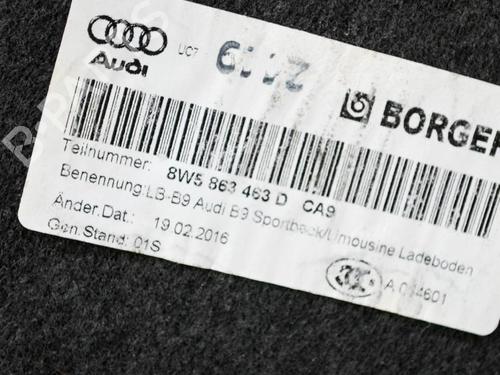 Audi
UC7
BORGER
Teilnummer: 8W5 863 463 D CA9
Benennung:LB-B9 Audi B9 Sportback/Limousine Ladeboden
Änder.Dat.: 19.02.2016
Gen.Stand: 01S